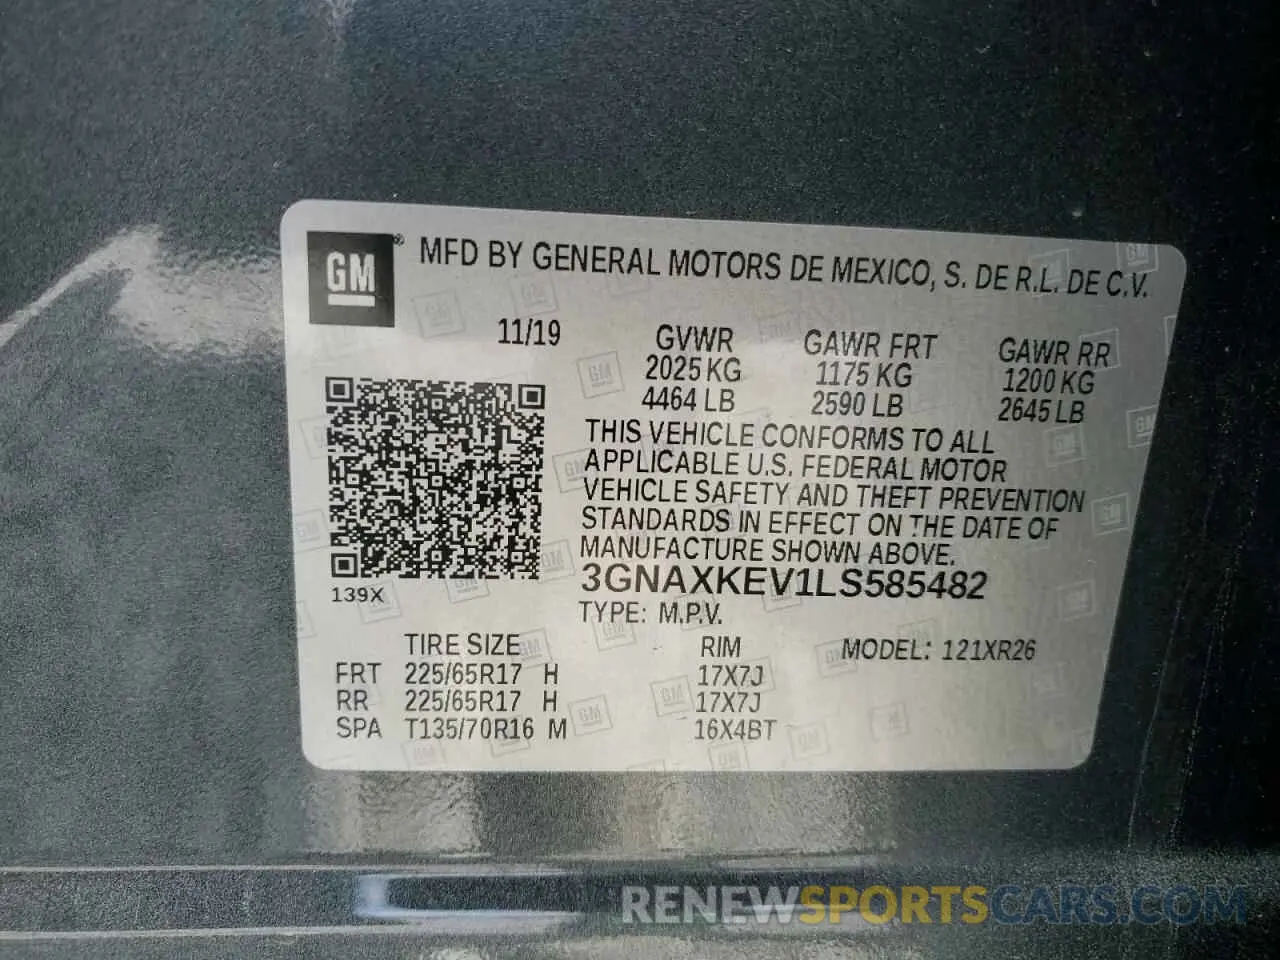 GM® MFD BY GENERAL MOTORS DE MEXICO, S. DE R.L. DE C.V.
11/19 GVWR GAWR FRT GAWR RR
2025 KG 1175 KG 1200 KG
4464 LB 2590 LB 2645 LB
THIS VEHICLE CONFORMS TO ALL
APPLICABLE U.S. FEDERAL MOTOR
VEHICLE SAFETY AND THEFT PREVENTION
STANDARDS IN EFFECT ON THE DATE OF
MANUFACTURE SHOWN ABOVE.
139X
3GNAXKEV1LS585482
TYPE: M.P.V.
TIRE SIZE RIM MODEL: 121XR26
FRT 225/65R17 H 17X7J
RR 225/65R17 H 17X7J
SPA T135/70R16 M 16X4BT
RENEWSPORTSCARS.COM